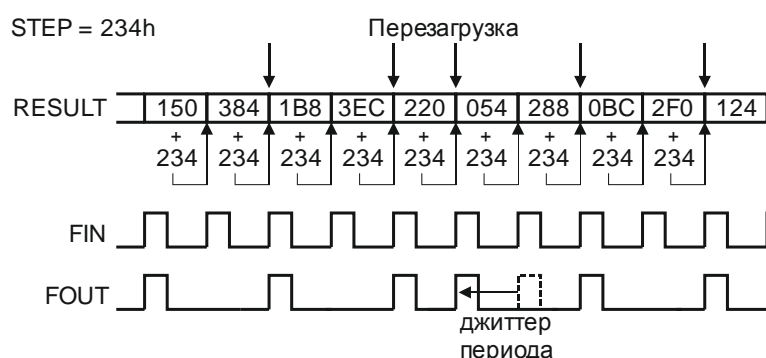 STEP = 234h Перезагрузка
RESULT 150 384 1B8 3EC 220 054 288 0BC 2F0 124
+ + + + + + + + +
234 234 234 234 234 234 234 234 234
FIN
FOUT
джиттер
периода